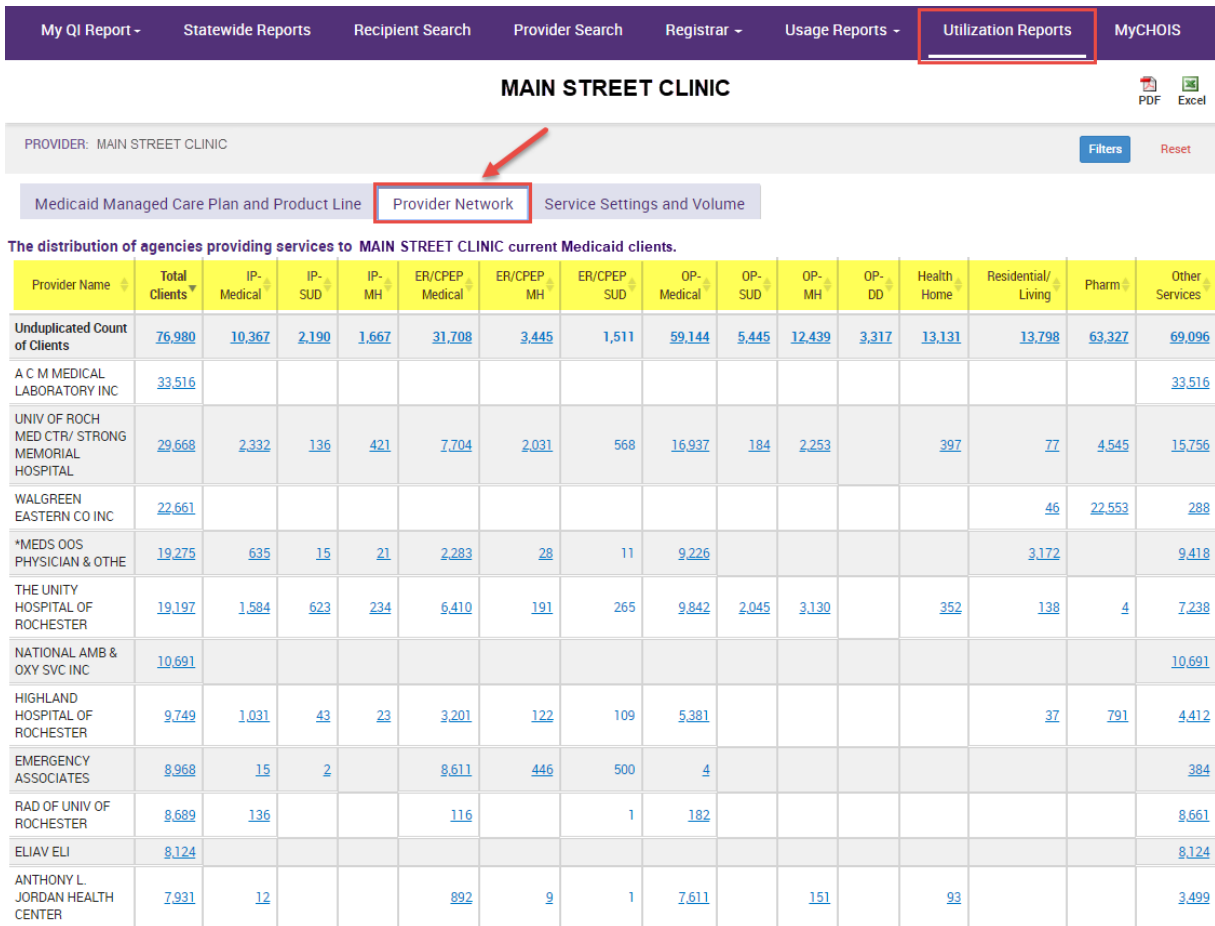 My QI Report Statewide Reports Recipient Search Provider Search Registrar Usage Reports Utilization Reports MyCHOIS
MAIN STREET CLINIC
PDF Excel
PROVIDER: MAIN STREET CLINIC Filters Reset
Medicaid Managed Care Plan and Product Line Provider Network Service Settings and Volume
The distribution of agencies providing services to MAIN STREET CLINIC current Medicaid clients.
Provider Name Total Clients IP-Medical IP-SUD IP-MH ER/CPEP Medical ER/CPEP MH ER/CPEP SUD OP-Medical OP-SUD OP-MH OP-DD Health Home Residential/Living Pharm Other Services
Unduplicated Count of Clients 76,980 10,367 2,190 1,667 31,708 3,445 1,511 59,144 5,445 12,439 3,317 13,131 13,798 63,327 69,096
A C M MEDICAL LABORATORY INC 33,516 33,516
UNIV OF ROCH MED CTR/ STRONG MEMORIAL HOSPITAL 29,668 2,332 136 421 7,704 2,031 568 16,937 184 2,253 397 77 4,545 15,756
WALGREEN EASTERN CO INC 22,661 46 22,553 288
*MEDS OOS PHYSICIAN & OTHE 19,275 635 15 21 2,283 28 11 9,226 3,172 9,418
THE UNITY HOSPITAL OF ROCHESTER 19,197 1,584 623 234 6,410 191 265 9,842 2,045 3,130 352 138 4 7,238
NATIONAL AMB & OXY SVC INC 10,691 10,691
HIGHLAND HOSPITAL OF ROCHESTER 9,749 1,031 43 23 3,201 122 109 5,381 37 791 4,412
EMERGENCY ASSOCIATES 8,968 15 2 8,611 446 500 4 384
RAD OF UNIV OF ROCHESTER 8,689 136 116 1 182 8,661
ELIAV ELI 8,124 8,124
ANTHONY L. JORDAN HEALTH CENTER 7,931 12 892 9 1 7,611 151 93 3,499